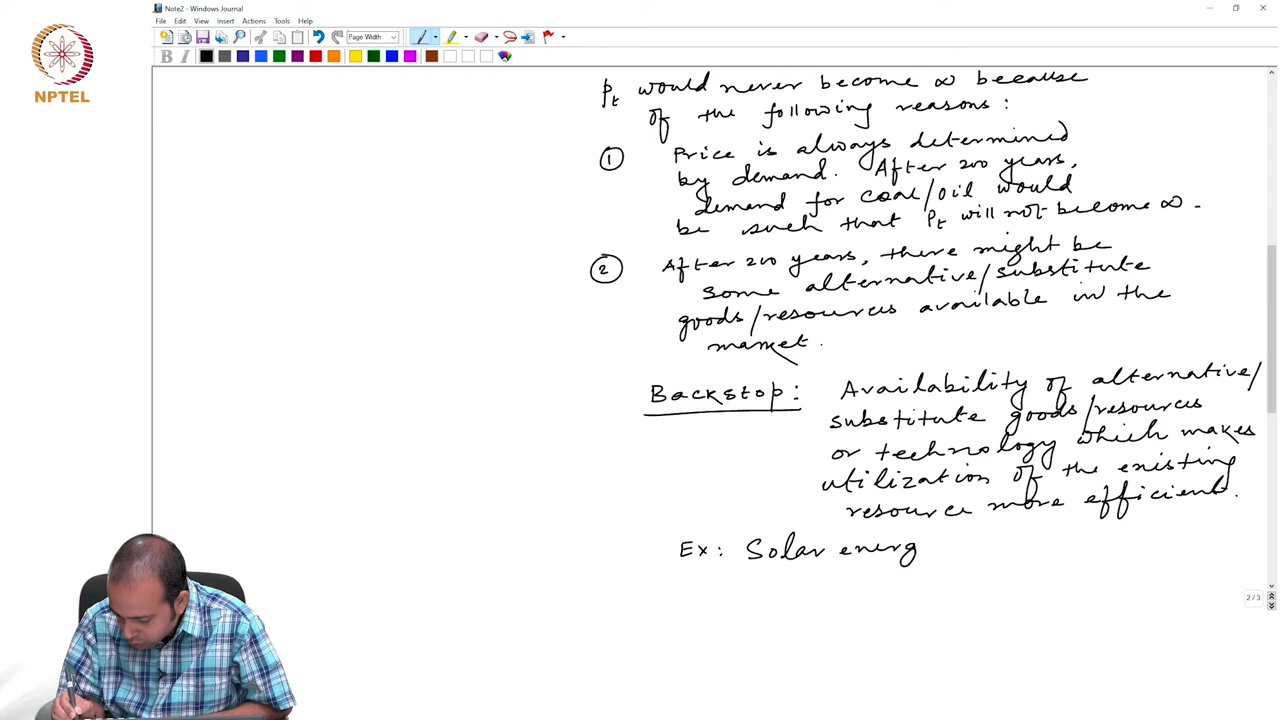 Note2 - Windows Journal
File Edit View Insert Actions Tools Help
Page Width
B I
NPTEL
Pt would never become ∞ because
of the following reasons:
1 Price is always determined
by demand. After 200 years,
demand for coal/oil would
be such that Pt will not become ∞.
2 After 200 years, there might be
some alternative/substitute
goods/resources available in the
market.
Backstop: Availability of alternative/
substitute goods/resources
or technology which makes
utilization of the existing
resource more efficient.
Ex: Solar energ
2 / 3